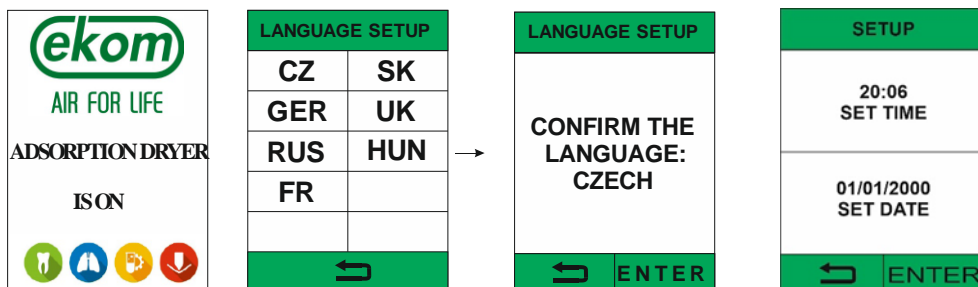 ekom
AIR FOR LIFE
ADSORPTION DRYER
IS ON
LANGUAGE SETUP
CZ SK
GER UK
RUS HUN
FR
LANGUAGE SETUP
CONFIRM THE
LANGUAGE:
CZECH
ENTER
SETUP
20:06
SET TIME
01/01/2000
SET DATE
ENTER